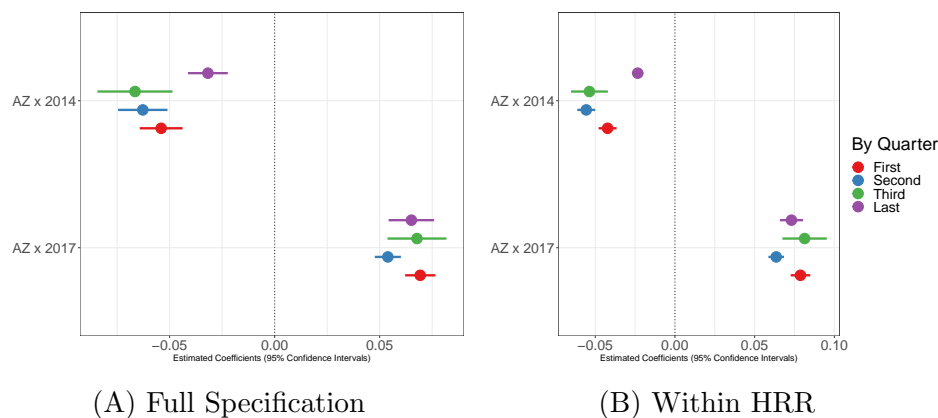 AZ x 2014
AZ x 2017
−0.05
0.00
0.05
Estimated Coefficients (95% Confidence Intervals)
(A) Full Specification
AZ x 2014
AZ x 2017
−0.05
0.00
0.05
0.10
Estimated Coefficients (95% Confidence Intervals)
(B) Within HRR
By Quarter
First
Second
Third
Last